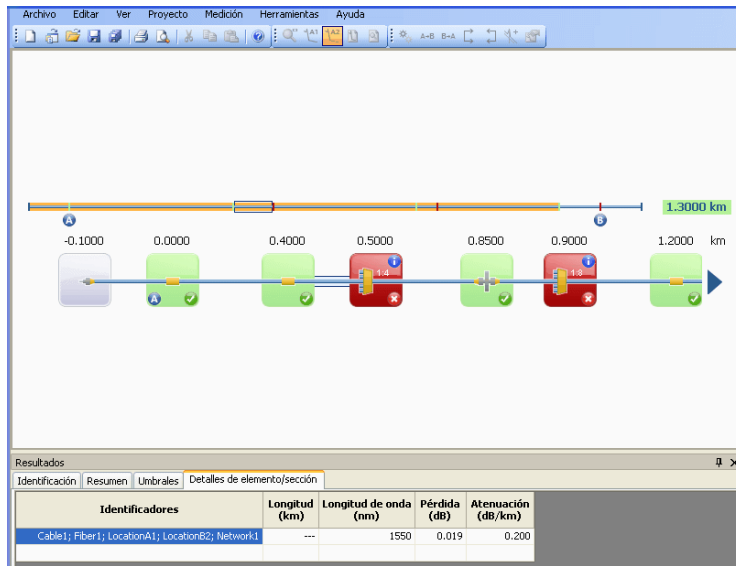 Archivo Editar Ver Proyecto Medición Herramientas Ayuda
λ1 λ2 A→B B→A
1.3000 km
A B
-0.1000 0.0000 0.4000 0.5000 0.8500 0.9000 1.2000 km
1:4 1:8
A
Resultados
Identificación Resumen Umbrales Detalles de elemento/sección
Identificadores Longitud (km) Longitud de onda (nm) Pérdida (dB) Atenuación (dB/km)
Cable1; Fiber1; LocationA1; LocationB2; Network1 --- 1550 0.019 0.200